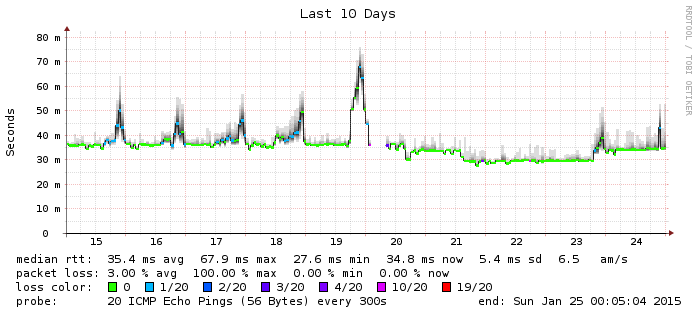 Last 10 Days
RRDTOOL / TOBI OETIKER
Seconds
80 m
70 m
60 m
50 m
40 m
30 m
20 m
10 m
0
15 16 17 18 19 20 21 22 23 24
median rtt: 35.4 ms avg 67.9 ms max 27.6 ms min 34.8 ms now 5.4 ms sd 6.5 am/s
packet loss: 3.00 % avg 100.00 % max 0.00 % min 0.00 % now
loss color: 0 1/20 2/20 3/20 4/20 10/20 19/20
probe: 20 ICMP Echo Pings (56 Bytes) every 300s end: Sun Jan 25 00:05:04 2015